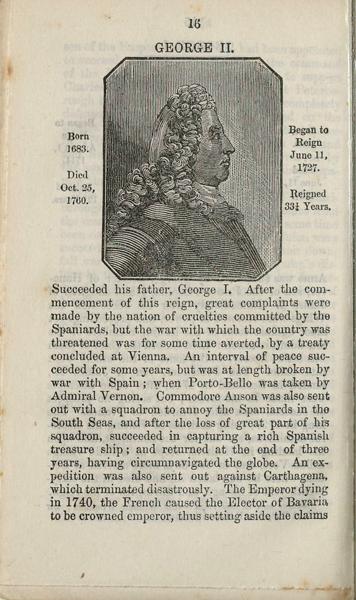 16
GEORGE II.
Born
1683.
Died
Oct. 25,
1760.
Began to
Reign
June 11,
1727.
Reigned
33¼ Years.
Succeeded his father, George I. After the com-
mencement of this reign, great complaints were
made by the nation of cruelties committed by the
Spaniards, but the war with which the country was
threatened was for some time averted, by a treaty
concluded at Vienna. An interval of peace suc-
ceeded for some years, but was at length broken by
war with Spain; when Porto-Bello was taken by
Admiral Vernon. Commodore Anson was also sent
out with a squadron to annoy the Spaniards in the
South Seas, and after the loss of great part of his
squadron, succeeded in capturing a rich Spanish
treasure ship; and returned at the end of three
years, having circumnavigated the globe. An ex-
pedition was also sent out against Carthagena,
which terminated disastrously. The Emperor dying
in 1740, the French caused the Elector of Bavaria
to be crowned emperor, thus setting aside the claims